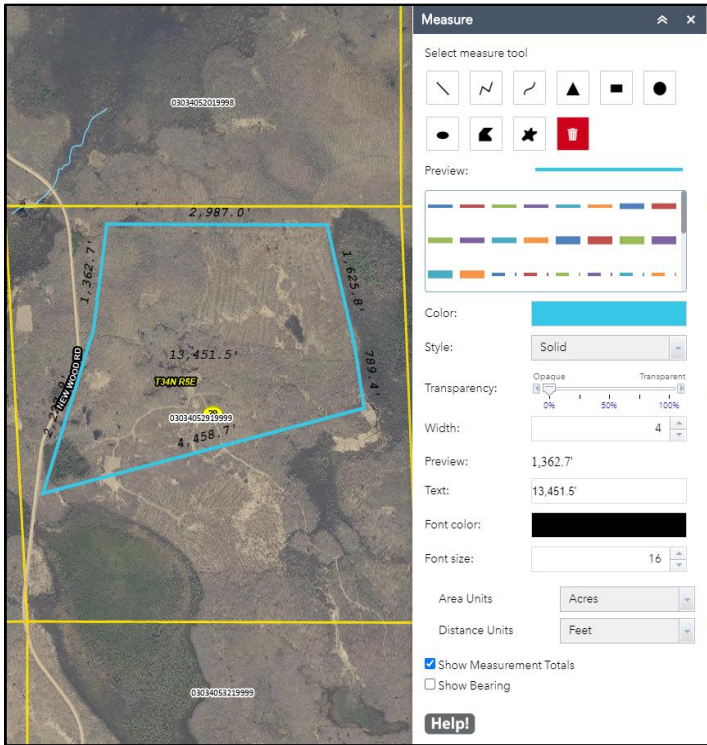 Measure
Select measure tool
Preview:
Color:
Style:
Solid
Opaque
Transparent
Transparency:
0%
50%
100%
Width:
4
Preview:
1,362.7'
Text:
13,451.5'
Font color:
Font size:
16
Area Units
Acres
Distance Units
Feet
Show Measurement Totals
Show Bearing
Help!
03034052019998
2,987.0'
1,362.7'
1,625.8'
13,451.5'
789.4'
T34N R5E
NEW WOOD RD
29
03034052919999
4,458.7'
03034053219999